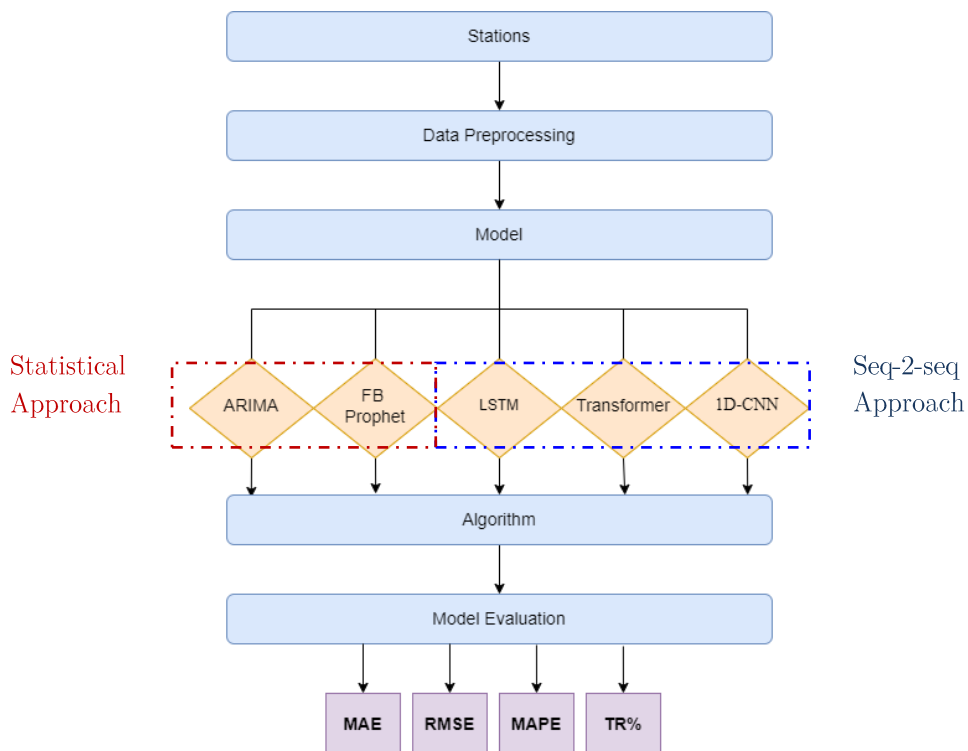 Stations
Data Preprocessing
Model
Statistical
Approach
ARIMA
FB
Prophet
LSTM
Transformer
1D-CNN
Seq-2-seq
Approach
Algorithm
Model Evaluation
MAE
RMSE
MAPE
TR%